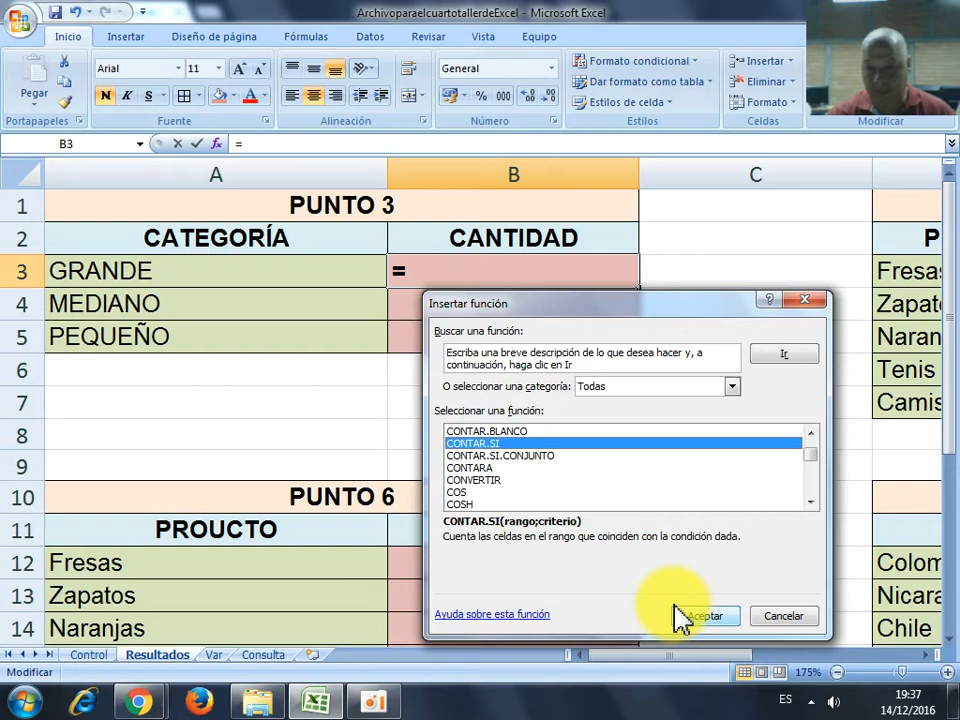 ArchivoparaelcuartotallerdeExcel - Microsoft Excel
Inicio Insertar Diseño de página Fórmulas Datos Revisar Vista Equipo
Pegar
Arial 11
N K S
General
% 000
Formato condicional
Dar formato como tabla
Estilos de celda
Insertar
Eliminar
Formato
Portapapeles Fuente Alineación Número Estilos Celdas Modificar
B3 fx =
A B C
1 PUNTO 3
2 CATEGORÍA CANTIDAD P
3 GRANDE = Fresas
4 MEDIANO Zapato
5 PEQUEÑO Naran
6 Tenis
7 Camis
8
9
10 PUNTO 6
11 PROUCTO
12 Fresas Colom
13 Zapatos Nicara
14 Naranjas Chile
Insertar función
Buscar una función:
Escriba una breve descripción de lo que desea hacer y, a
continuación, haga clic en Ir
Ir
O seleccionar una categoría: Todas
Seleccionar una función:
CONTAR.BLANCO
CONTAR.SI
CONTAR.SI.CONJUNTO
CONTARA
CONVERTIR
COS
COSH
CONTAR.SI(rango;criterio)
Cuenta las celdas en el rango que coinciden con la condición dada.
Ayuda sobre esta función
Aceptar Cancelar
Control Resultados Var Consulta
Modificar 175%
ES 19:37
14/12/2016